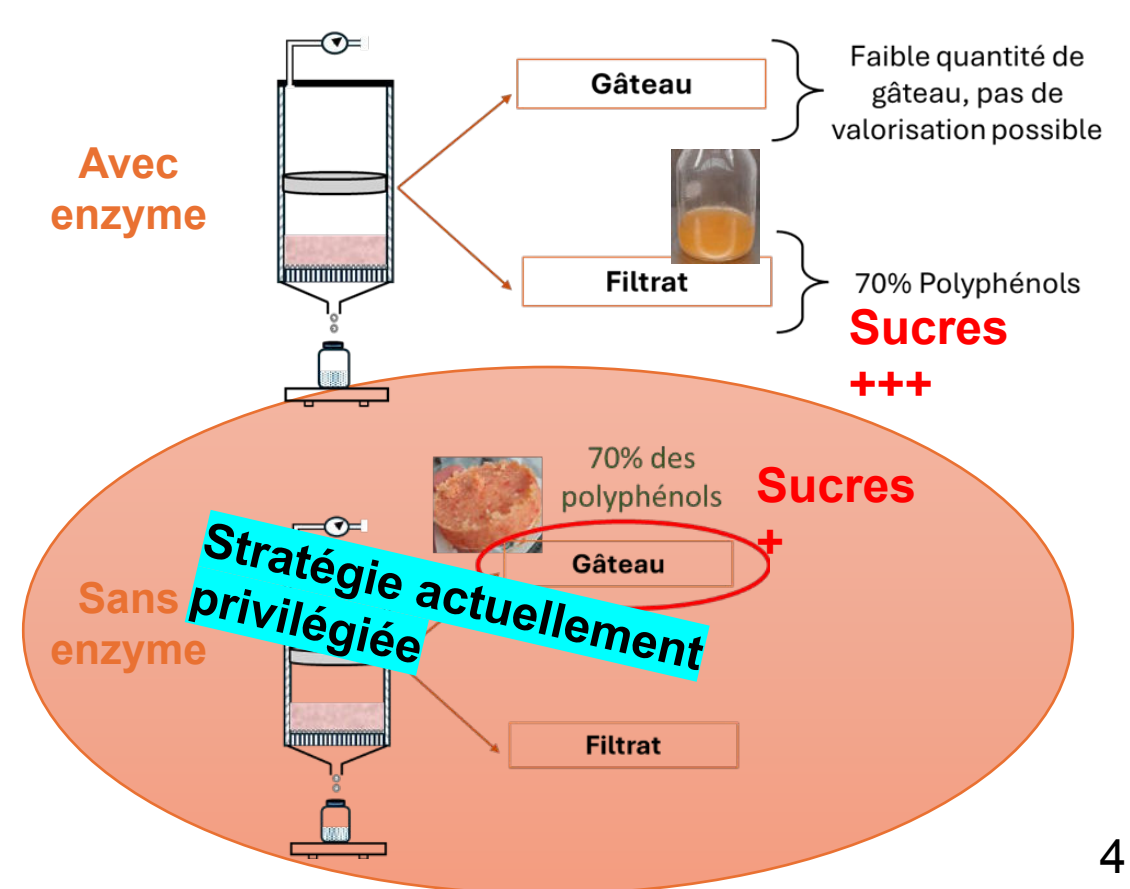 Avec
enzyme
Gâteau
Faible quantité de
gâteau, pas de
valorisation possible
Filtrat
70% Polyphénols
Sucres
+++
Sans
enzyme
70% des
polyphénols
Sucres
+
Gâteau
Stratégie actuellement
privilégiée
Filtrat
4